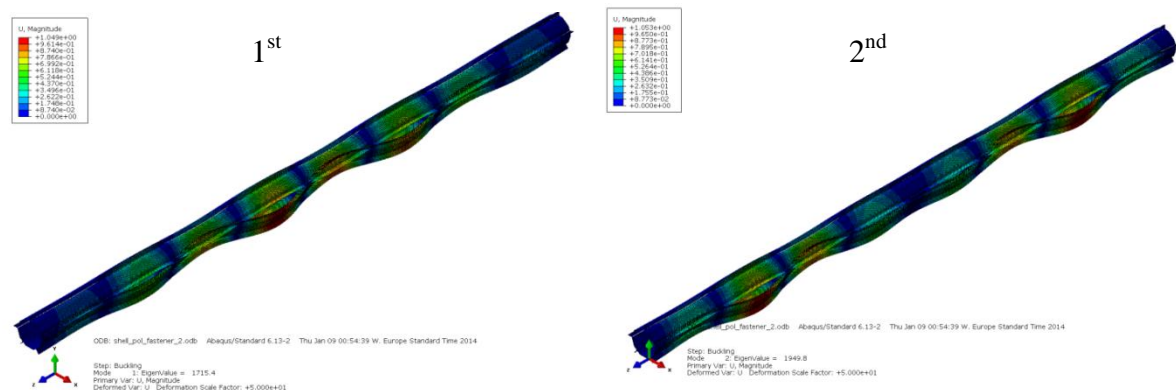 U, Magnitude
+1.049e+00
+9.614e-01
+8.740e-01
+7.866e-01
+6.992e-01
+6.118e-01
+5.244e-01
+4.370e-01
+3.496e-01
+2.622e-01
+1.748e-01
+8.740e-02
+0.000e+00
1st
ODB: shell_pol_fastener_2.odb Abaqus/Standard 6.13-2 Thu Jan 09 00:54:39 W. Europe Standard Time 2014
Y
Z X
Step: Buckling
Mode 1: EigenValue = 1715.4
Primary Var: U, Magnitude
Deformed Var: U Deformation Scale Factor: +5.000e+01
U, Magnitude
+1.053e+00
+9.650e-01
+8.773e-01
+7.895e-01
+7.018e-01
+6.141e-01
+5.264e-01
+4.386e-01
+3.509e-01
+2.632e-01
+1.755e-01
+8.773e-02
+0.000e+00
2nd
ell_pol_fastener_2.odb Abaqus/Standard 6.13-2 Thu Jan 09 00:54:39 W. Europe Standard Time 2014
Z X
Step: Buckling
Mode 2: EigenValue = 1949.8
Primary Var: U, Magnitude
Deformed Var: U Deformation Scale Factor: +5.000e+01